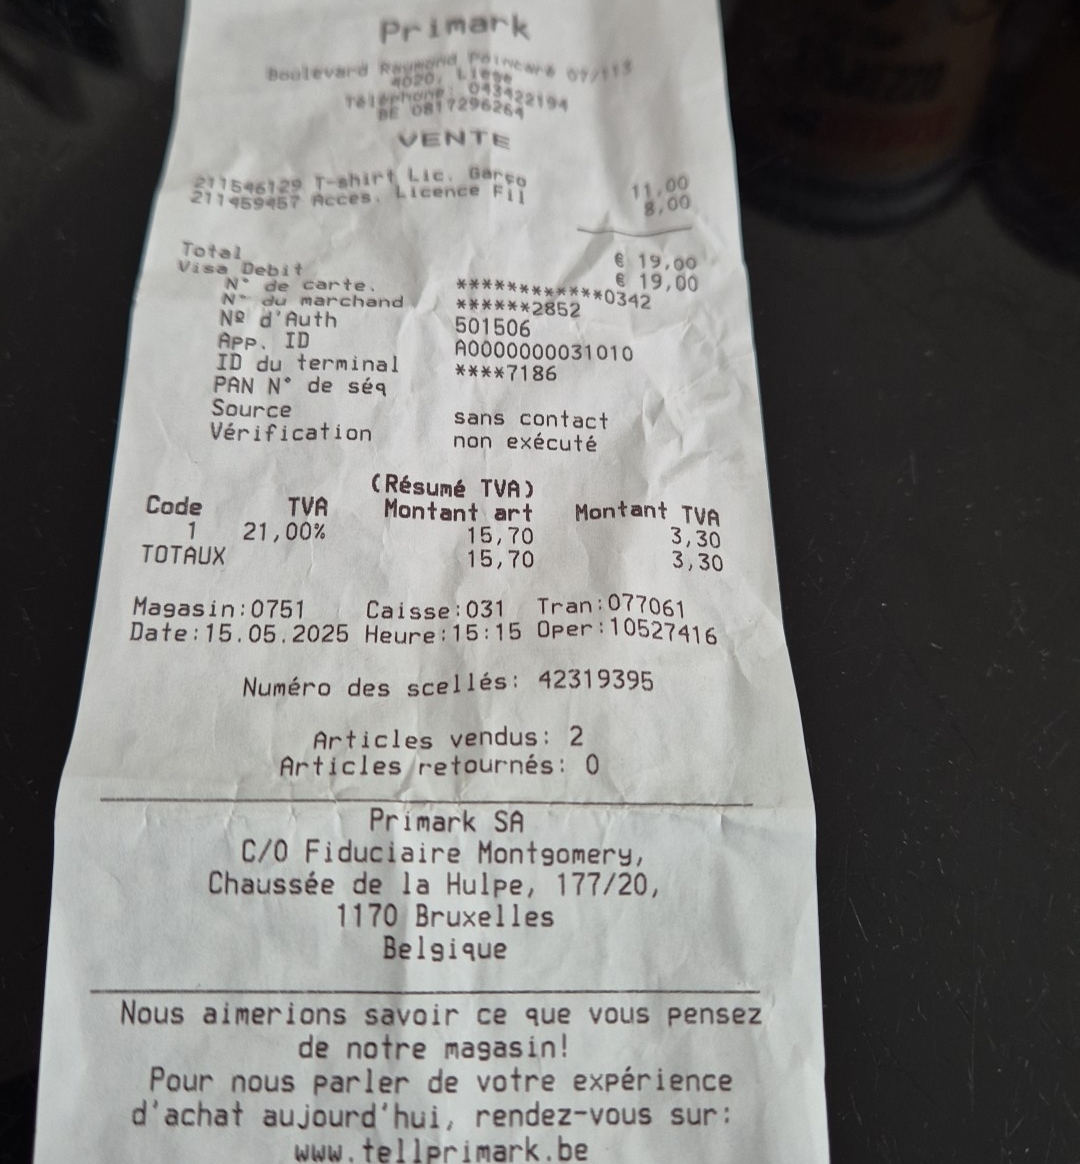 Primark
Boulevard Raymond Poincaré 07/113
4020, Liège
Téléphone: 043422194
BE 0817296264
VENTE
211546129 T-shirt Lic. Garço 11,00
211459457 Acces. Licence Fil 8,00
Total € 19,00
Visa Debit € 19,00
N° de carte. ************0342
N° du marchand ******2852
Nº d'Auth 501506
App. ID A0000000031010
ID du terminal ****7186
PAN N° de séq
Source sans contact
Vérification non exécuté
(Résumé TVA)
Code TVA Montant art Montant TVA
1 21,00% 15,70 3,30
TOTAUX 15,70 3,30
Magasin:0751 Caisse:031 Tran:077061
Date:15.05.2025 Heure:15:15 Oper:10527416
Numéro des scellés: 42319395
Articles vendus: 2
Articles retournés: 0
Primark SA
C/O Fiduciaire Montgomery,
Chaussée de la Hulpe, 177/20,
1170 Bruxelles
Belgique
Nous aimerions savoir ce que vous pensez
de notre magasin!
Pour nous parler de votre expérience
d'achat aujourd'hui, rendez-vous sur:
www.tellprimark.be